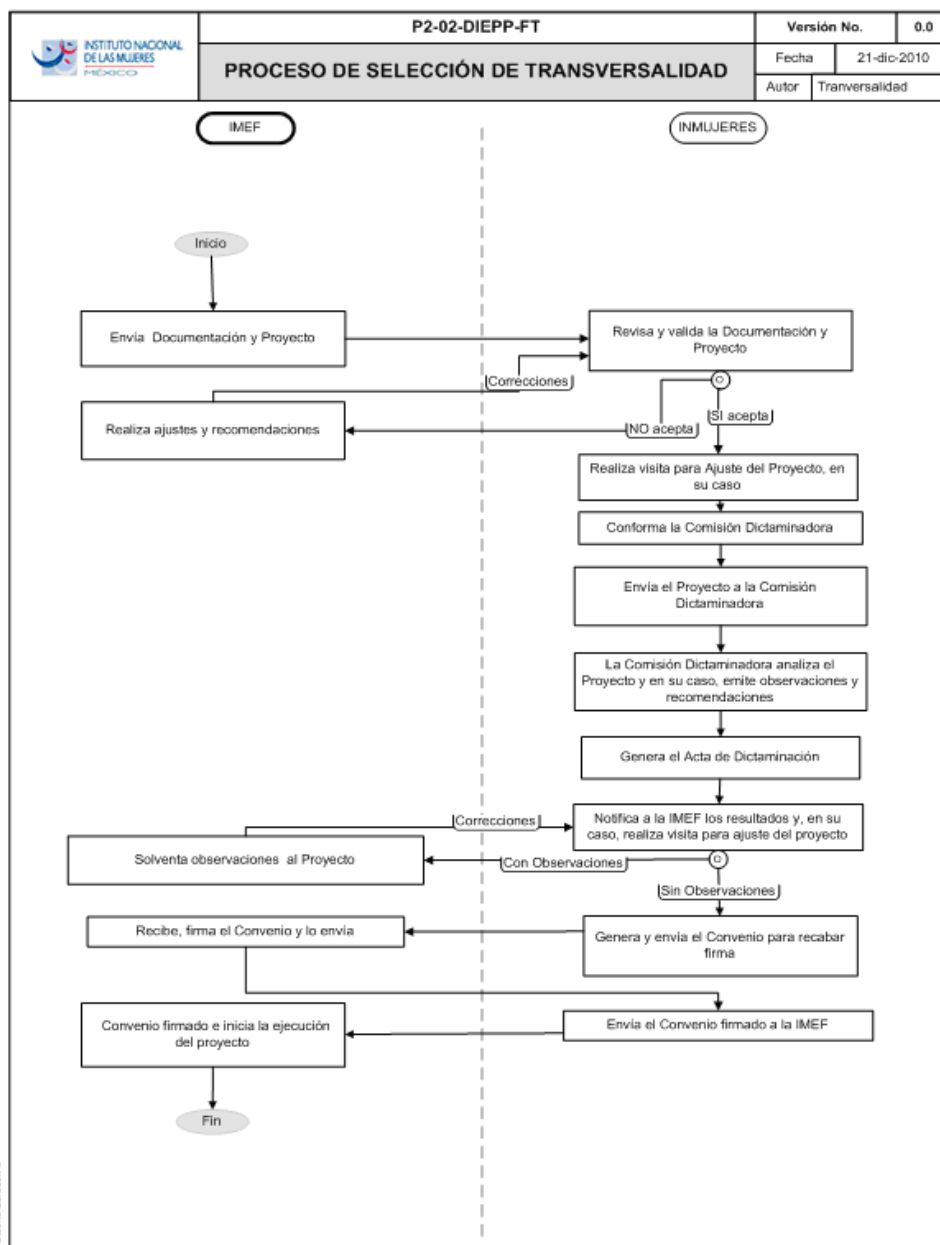 INSTITUTO NACIONAL
DE LAS MUJERES
MÉXICO
P2-02-DIEPP-FT
PROCESO DE SELECCIÓN DE TRANSVERSALIDAD
Versión No. 0.0
Fecha 21-dic-2010
Autor Tranversalidad
IMEF
INMUJERES
Inicio
Envía Documentación y Proyecto
Revisa y valida la Documentación y
Proyecto
Correcciones
Realiza ajustes y recomendaciones
NO acepta
SI acepta
Realiza visita para Ajuste del Proyecto, en
su caso
Conforma la Comisión Dictaminadora
Envía el Proyecto a la Comisión
Dictaminadora
La Comisión Dictaminadora analiza el
Proyecto y en su caso, emite observaciones y
recomendaciones
Genera el Acta de Dictaminación
Correcciones
Notifica a la IMEF los resultados y, en su
caso, realiza visita para ajuste del proyecto
Solventa observaciones al Proyecto
Con Observaciones
Sin Observaciones
Recibe, firma el Convenio y lo envía
Genera y envía el Convenio para recabar
firma
Convenio firmado e inicia la ejecución
del proyecto
Envía el Convenio firmado a la IMEF
Fin